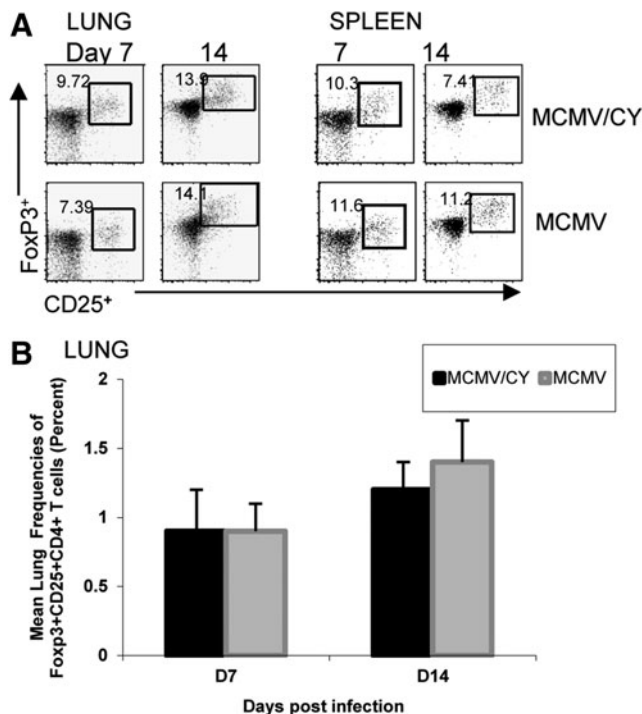 A
LUNG
SPLEEN
Day 7
14
7
14
9.72
13.9
10.3
7.41
MCMV/CY
7.39
14.1
11.6
11.2
MCMV
FoxP3+
CD25+
B
LUNG
MCMV/CY
MCMV
Mean Lung Frequencies of
Foxp3+CD25+CD4+ T cells (Percent)
2
1.5
1
0.5
0
D7
D14
Days post infection